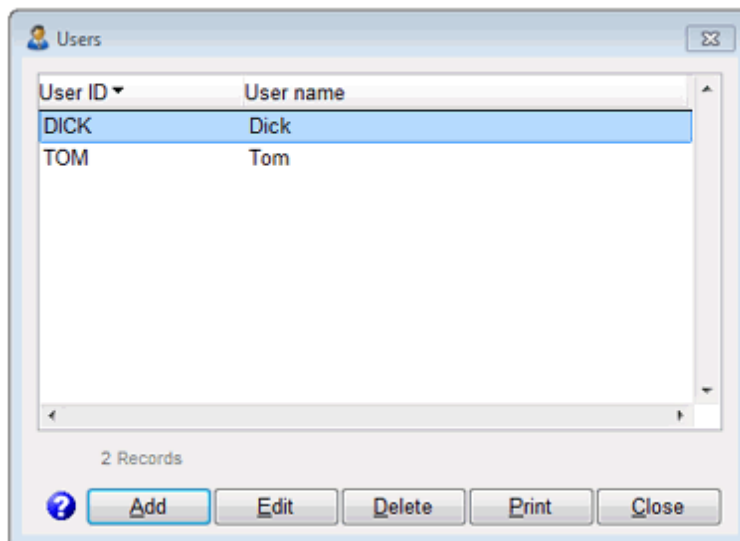 Users
User ID User name
DICK Dick
TOM Tom
2 Records
? Add Edit Delete Print Close